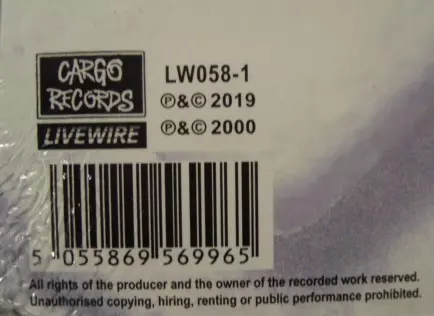 CARGO
RECORDS
LIVEWIRE
LW058-1
℗&© 2019
℗&© 2000
5 055869 569965
All rights of the producer and the owner of the recorded work reserved.
Unauthorised copying, hiring, renting or public performance prohibited.